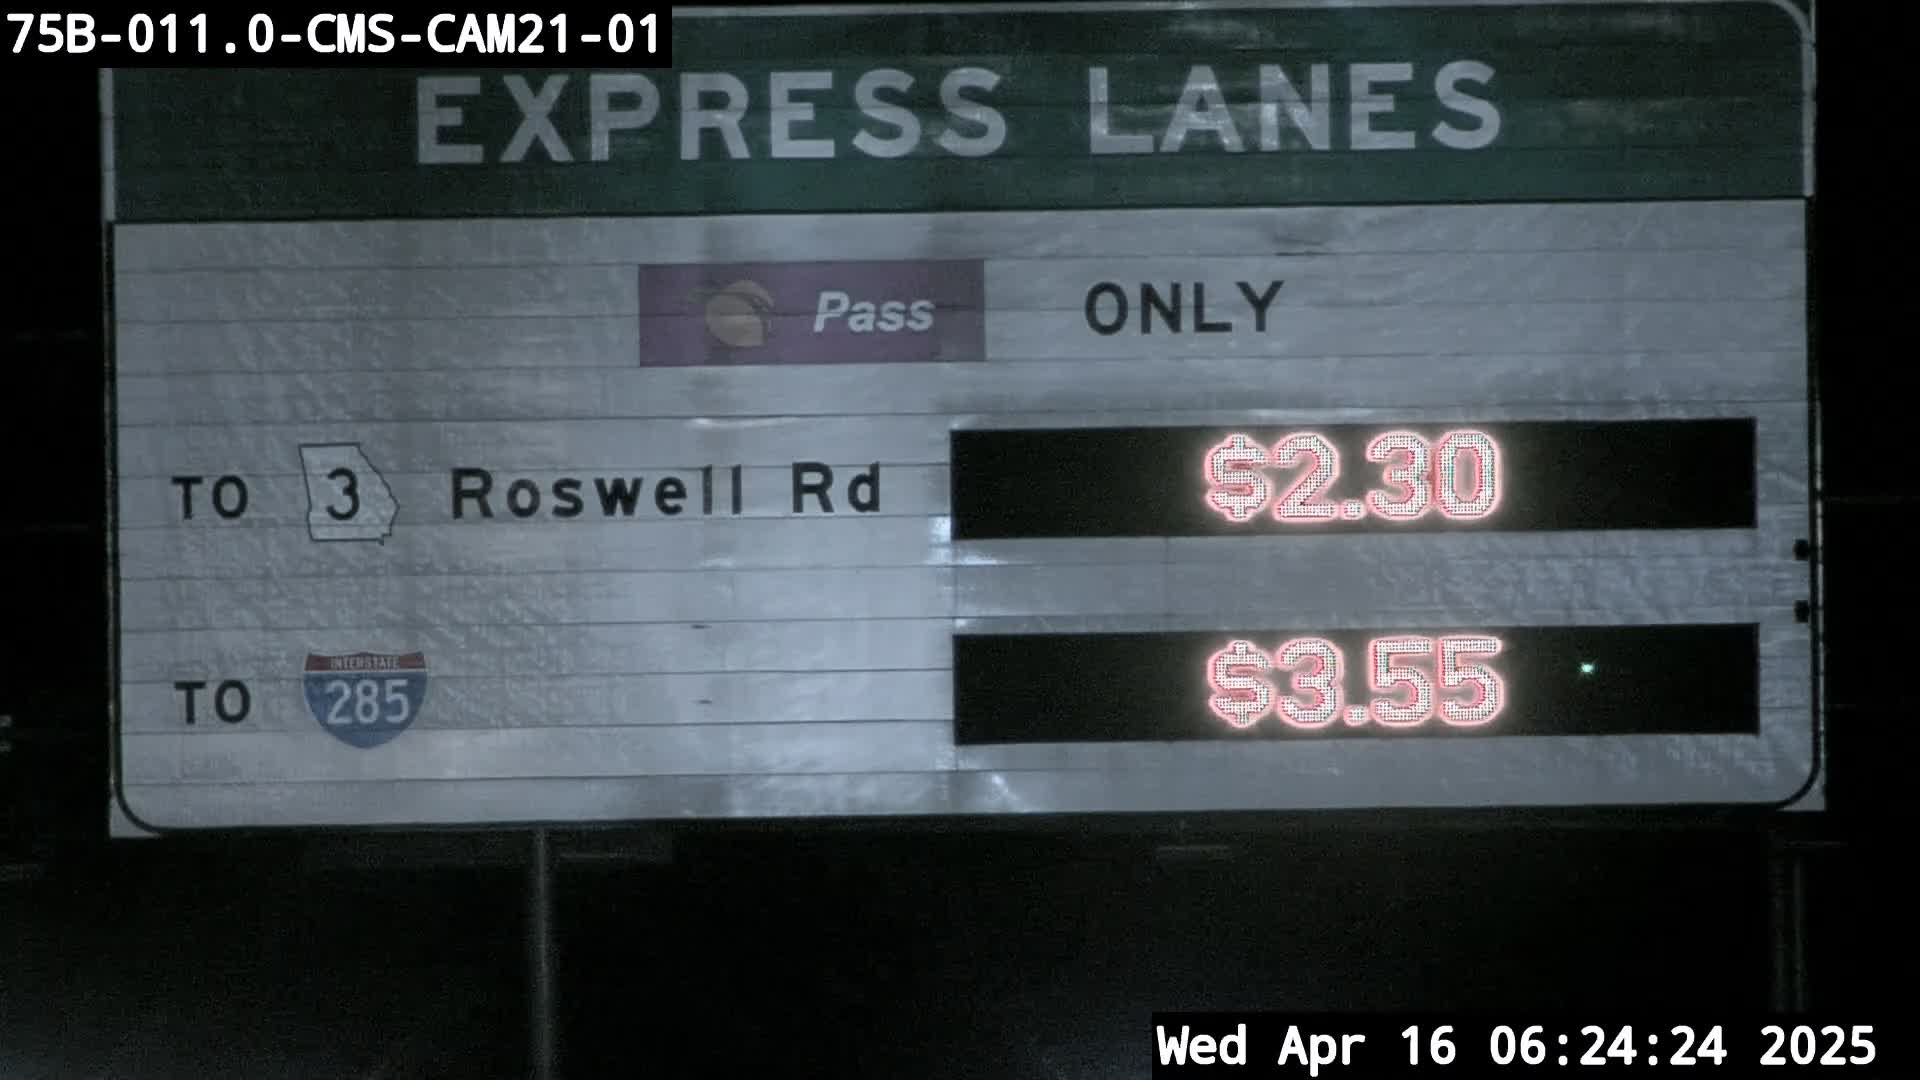 75B-011.0-CMS-CAM21-01
EXPRESS LANES
Pass ONLY
TO 3 Roswell Rd $2.30
TO INTERSTATE 285 $3.55
Wed Apr 16 06:24:24 2025